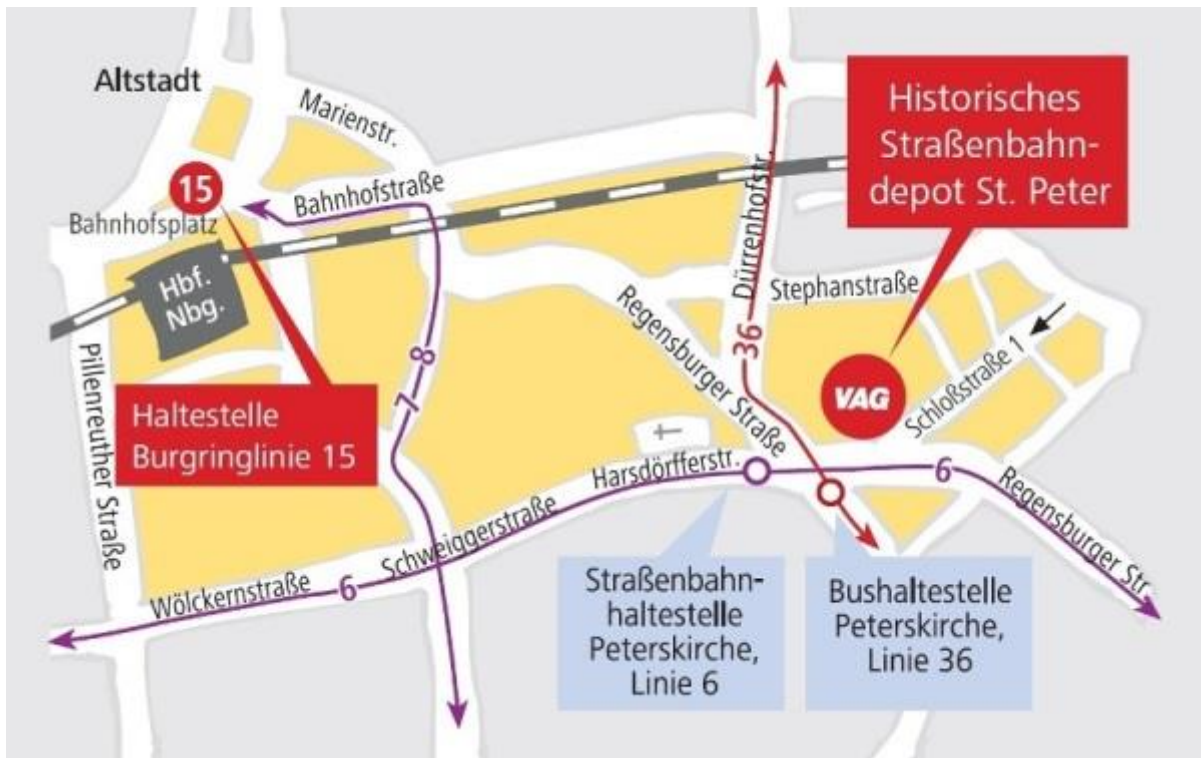 Altstadt
Marienstr.
Historisches
Straßenbahn-
depot St. Peter
15
Bahnhofsplatz
Bahnhofstraße
Dürrenhofstr.
Hbf.
Nbg.
Stephanstraße
Regensburger Straße
36
Pillenreuther Straße
8
7
VAG
Schloßstraße 1
Haltestelle
Burgringlinie 15
Harsdörfferstr.
6
Regensburger Str.
Schweiggerstraße
Wölckernstraße
6
Straßenbahn-
haltestelle
Peterskirche,
Linie 6
Bushaltestelle
Peterskirche,
Linie 36